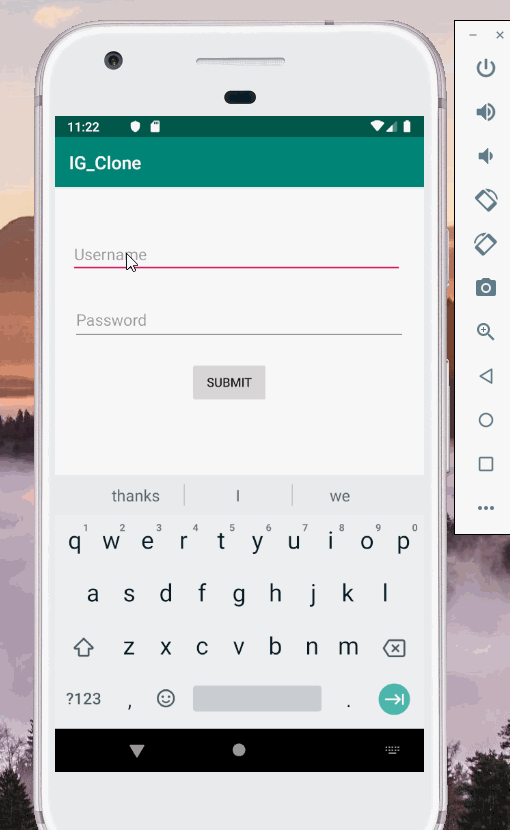 11:22
IG_Clone
Username
Password
SUBMIT
thanks I we
1 2 3 4 5 6 7 8 9 0
q w e r t y u i o p
a s d f g h j k l
z x c v b n m
?123 , .